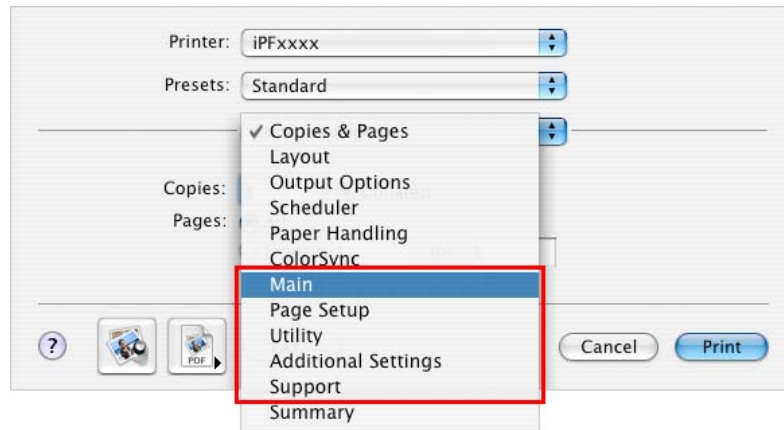 Printer: iPFxxxx
Presets: Standard
✓ Copies & Pages
Layout
Copies:
Output Options
Scheduler
Pages:
Paper Handling
ColorSync
Main
Page Setup
Utility
? PDF Cancel Print
Additional Settings
Support
Summary